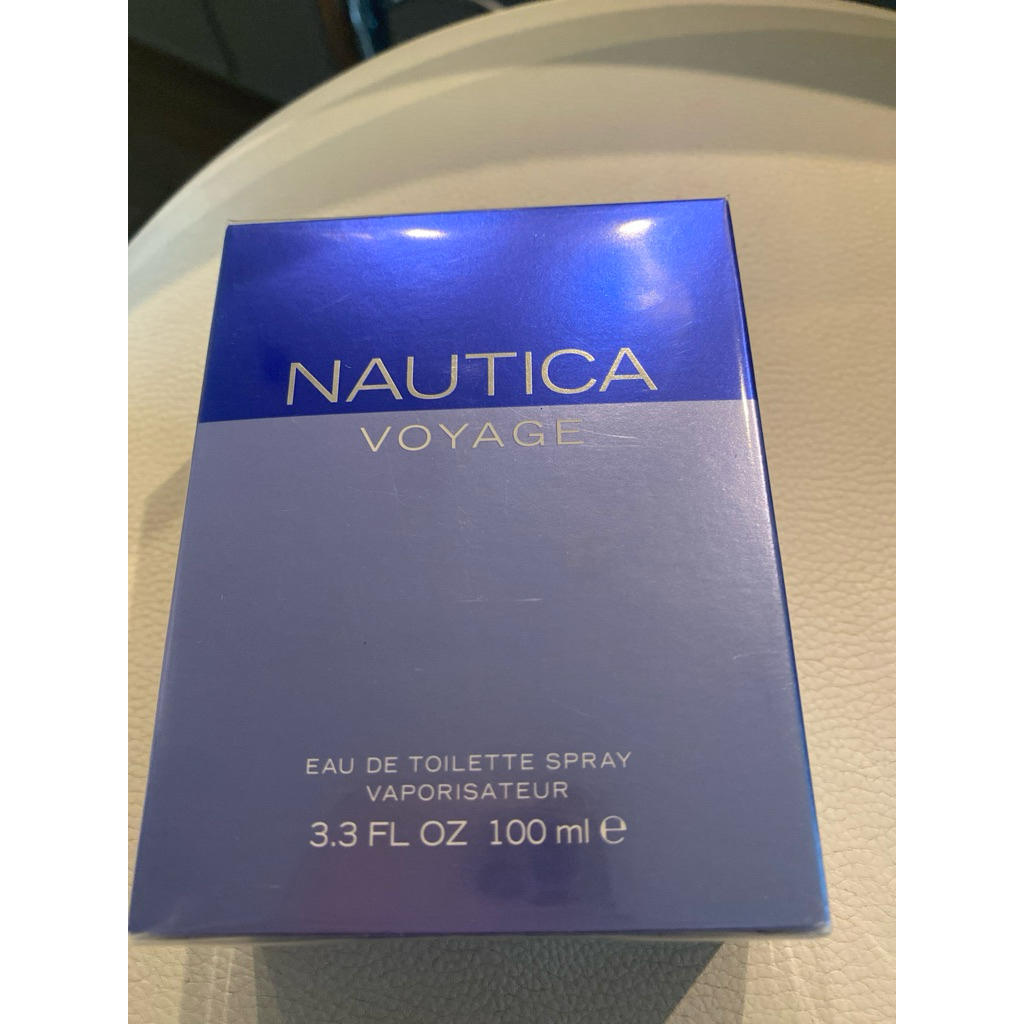 NAUTICA
VOYAGE
EAU DE TOILETTE SPRAY
VAPORISATEUR
3.3 FL OZ 100 ml ℮